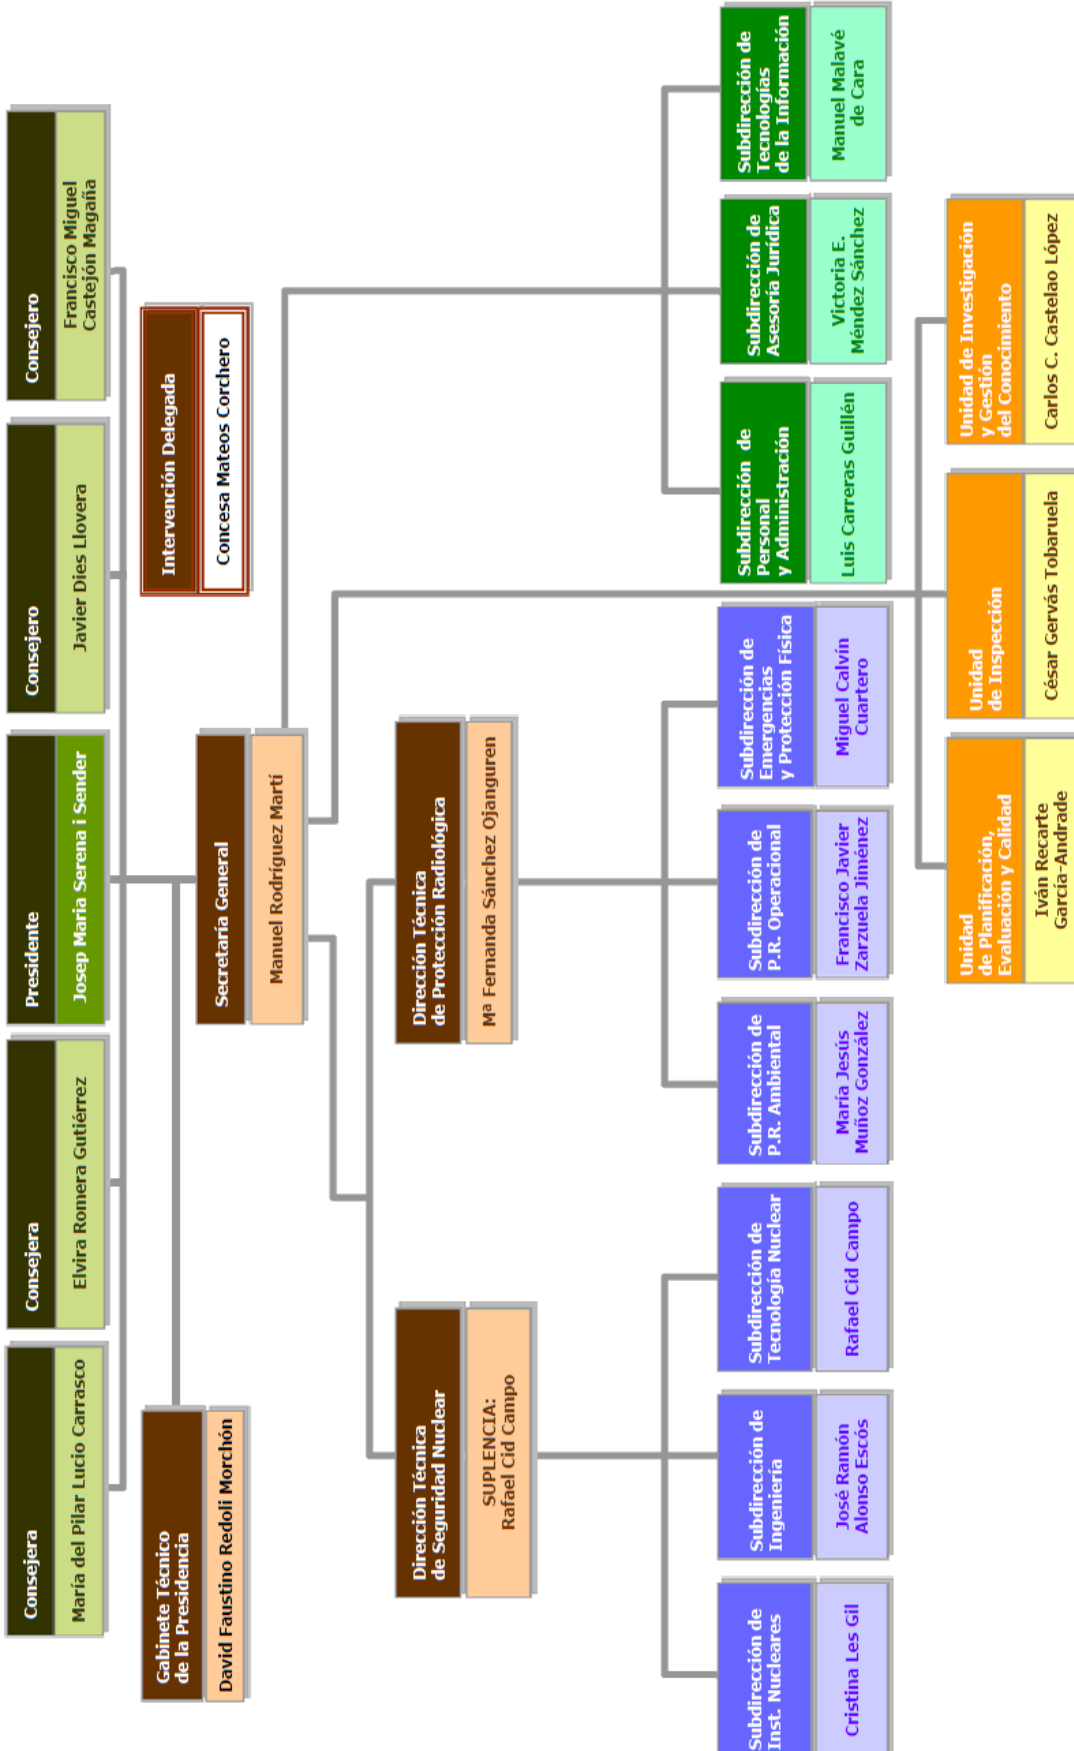 Consejera
María del Pilar Lucio Carrasco
Consejera
Elvira Romera Gutiérrez
Presidente
Josep Maria Serena i Sender
Consejero
Javier Dies Llovera
Consejero
Francisco Miguel
Castejón Magaña
Gabinete Técnico
de la Presidencia
David Faustino Redoli Morchón
Intervención Delegada
Concesa Mateos Corchero
Secretaría General
Manuel Rodríguez Martí
Dirección Técnica
de Seguridad Nuclear
SUPLENCIA:
Rafael Cid Campo
Dirección Técnica
de Protección Radiológica
Mª Fernanda Sánchez Ojanguren
Subdirección de
Inst. Nucleares
Cristina Les Gil
Subdirección de
Ingeniería
José Ramón
Alonso Escós
Subdirección de
Tecnología Nuclear
Rafael Cid Campo
Subdirección de
P.R. Ambiental
María Jesús
Muñoz González
Subdirección de
P.R. Operacional
Francisco Javier
Zarzuela Jiménez
Subdirección de
Emergencias
y Protección Física
Miguel Calvín
Cuartero
Subdirección de
Personal
y Administración
Luis Carreras Guillén
Subdirección de
Asesoría Jurídica
Victoria E.
Méndez Sánchez
Subdirección de
Tecnologías
de la Información
Manuel Malavé
de Cara
Unidad
de Planificación,
Evaluación y Calidad
Iván Recarte
García-Andrade
Unidad
de Inspección
César Gervás Tobaruela
Unidad de Investigación
y Gestión
del Conocimiento
Carlos C. Castelao López